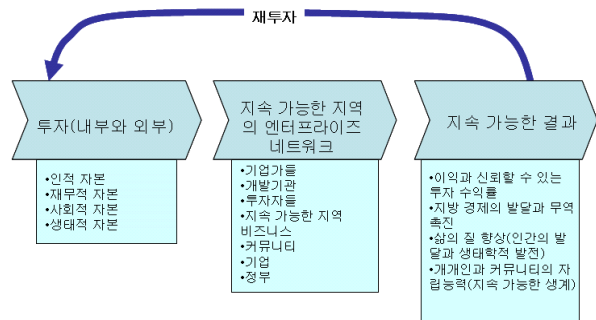 재투자
투자(내부와 외부)
•인적 자본
•재무적 자본
•사회적 자본
•생태적 자본
지속 가능한 지역
의 엔터프라이즈
네트워크
•기업가들
•개발기관
•투자자들
•지속 가능한 지역
비즈니스
•커뮤니티
•기업
•정부
지속 가능한 결과
•이익과 신뢰할 수 있는
투자 수익률
•지방 경제의 발달과 무역
촉진
•삶의 질 향상(인간의 발
달과 생태학적 발전)
•개개인과 커뮤니티의 자
립능력(지속 가능한 생계)